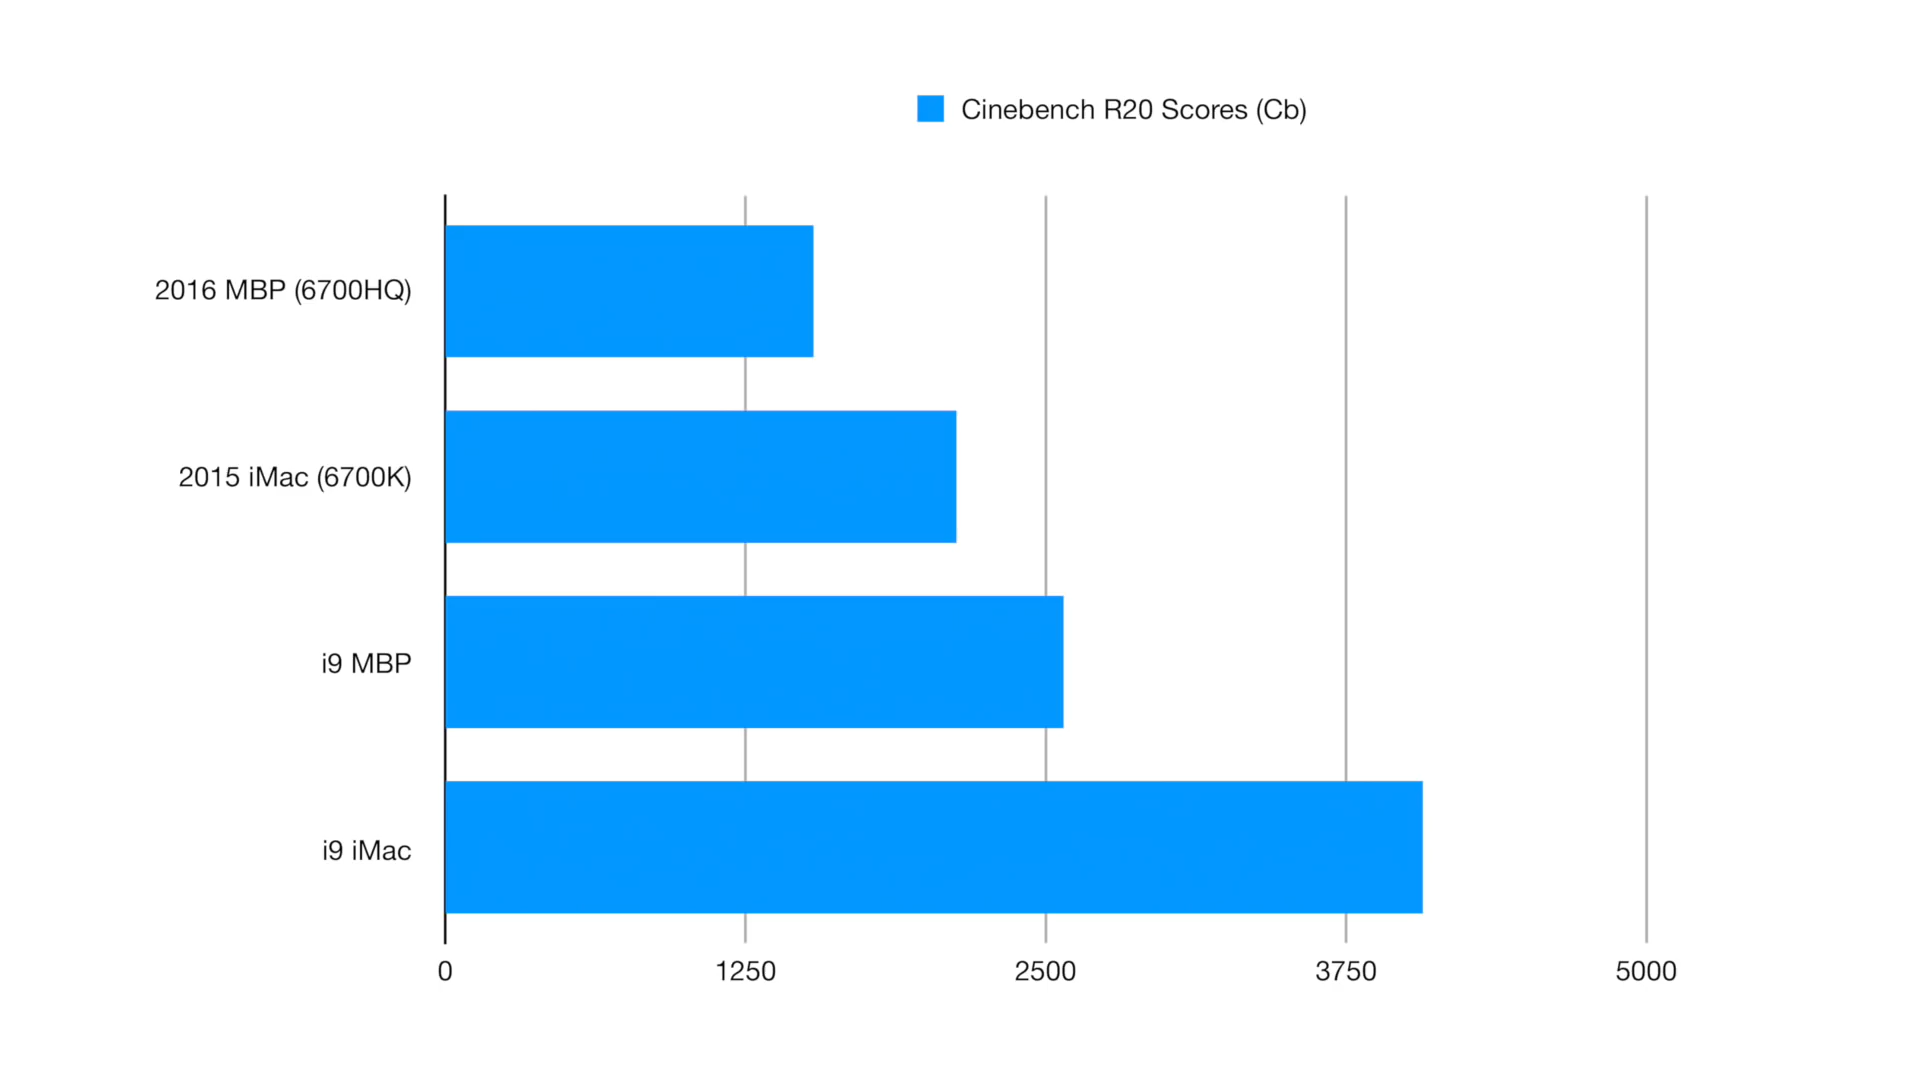 Cinebench R20 Scores (Cb)
2016 MBP (6700HQ)
2015 iMac (6700K)
i9 MBP
i9 iMac
0 1250 2500 3750 5000